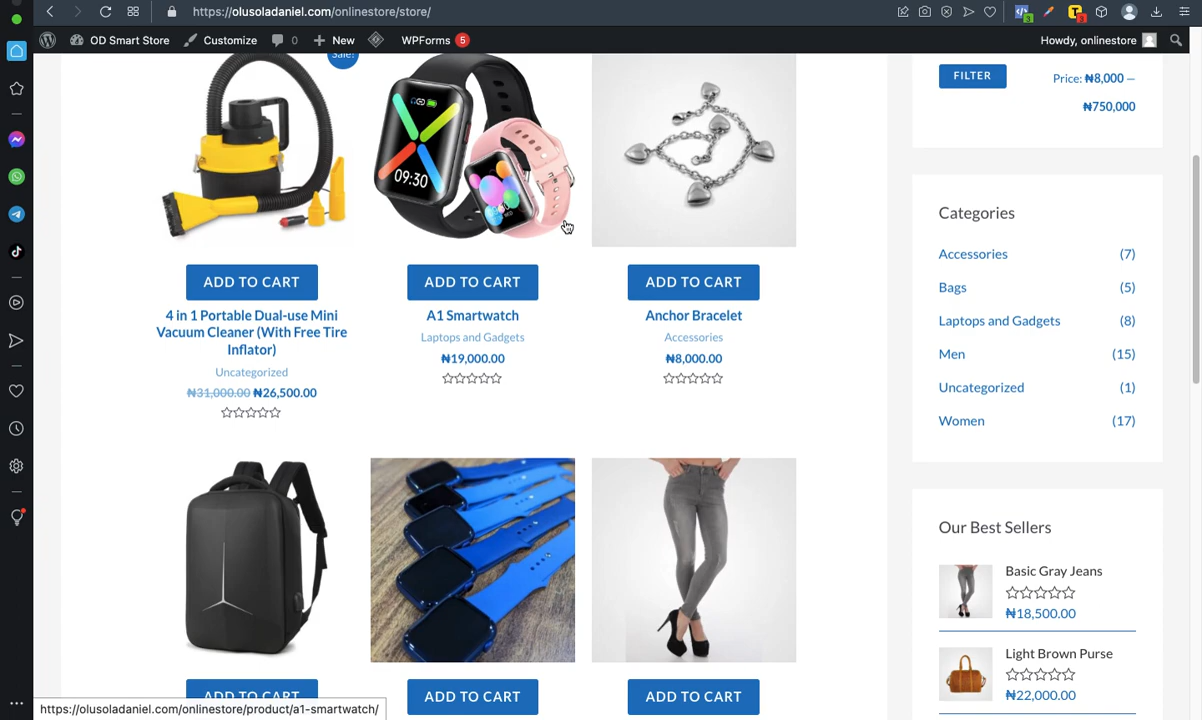 https://olusoladaniel.com/onlinestore/store/
3
3
OD Smart Store
Customize
0
New
WPForms 5
Howdy, onlinestore
Sale!
09:30
FILTER
Price: ₦8,000 —
₦750,000
ADD TO CART
ADD TO CART
ADD TO CART
4 in 1 Portable Dual-use Mini
Vacuum Cleaner (With Free Tire
Inflator)
Uncategorized
₦31,000.00 ₦26,500.00
A1 Smartwatch
Laptops and Gadgets
₦19,000.00
Anchor Bracelet
Accessories
₦8,000.00
Categories
Accessories (7)
Bags (5)
Laptops and Gadgets (8)
Men (15)
Uncategorized (1)
Women (17)
Our Best Sellers
Basic Gray Jeans
₦18,500.00
Light Brown Purse
₦22,000.00
ADD TO CART
ADD TO CART
ADD TO CART
https://olusoladaniel.com/onlinestore/product/a1-smartwatch/